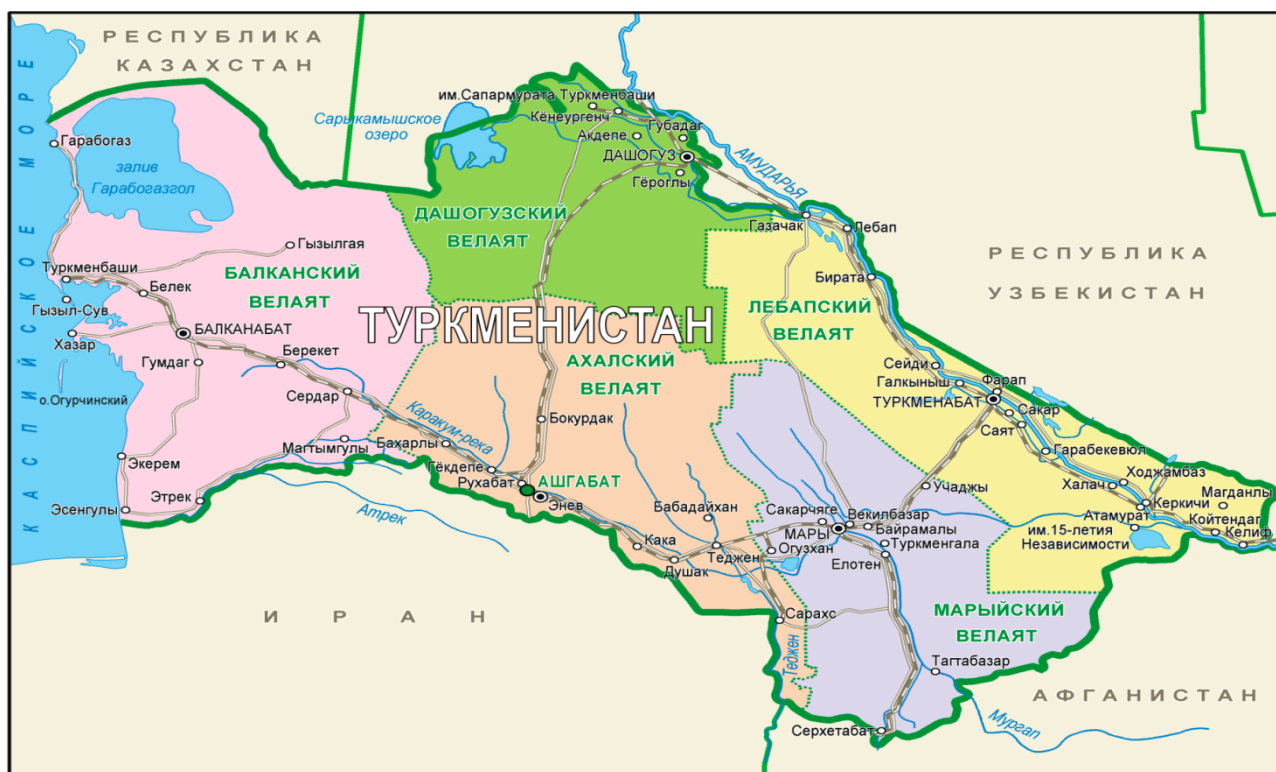 РЕСПУБЛИКА
КАЗАХСТАН
КАСПИЙСКОЕ МОРЕ
Гарабогаз
залив
Гарабогазгол
Сарыкамышское
озеро
им.Сапармурата Туркменбаши
Кёнеургенч
Губадаг
Акдепе
ДАШОГУЗ
Гёроглы
АМУДАРЬЯ
ДАШОГУЗСКИЙ
ВЕЛАЯТ
Газачак
Лебап
Гызылгая
РЕСПУБЛИКА
УЗБЕКИСТАН
Туркменбаши
Белек
БАЛКАНСКИЙ
ВЕЛАЯТ
Бирата
Гызыл-Сув
БАЛКАНАБАТ
Хазар
ТУРКМЕНИСТАН
ЛЕБАПСКИЙ
ВЕЛАЯТ
Гумдаг
Берекет
АХАЛСКИЙ
ВЕЛАЯТ
Сейди
Галкыныш
Фарап
ТУРКМЕНАБАТ
Сакар
Саят
о.Огурчинский
Сердар
Каракум-река
Бокурдак
Магтымгулы
Бахарлы
Гарабекевюл
Экерем
Гёкдепе
Рухабат
АШГАБАТ
Энев
Ходжамбаз
Халач
Магданлы
Керкичи
Учаджы
Этрек
Эсенгулы
Атрек
Бабадайхан
Сакарчяге
Векилбазар
Байрамалы
МАРЫ
Туркменгала
Атамурат
Койтендаг
Келиф
им.15-летия
Независимости
Кака
Теджен
Огузхан
Елотен
Душак
ИРАН
Сарахс
МАРЫЙСКИЙ
ВЕЛАЯТ
Теджен
Тагтабазар
АФГАНИСТАН
Мургап
Серхетабат